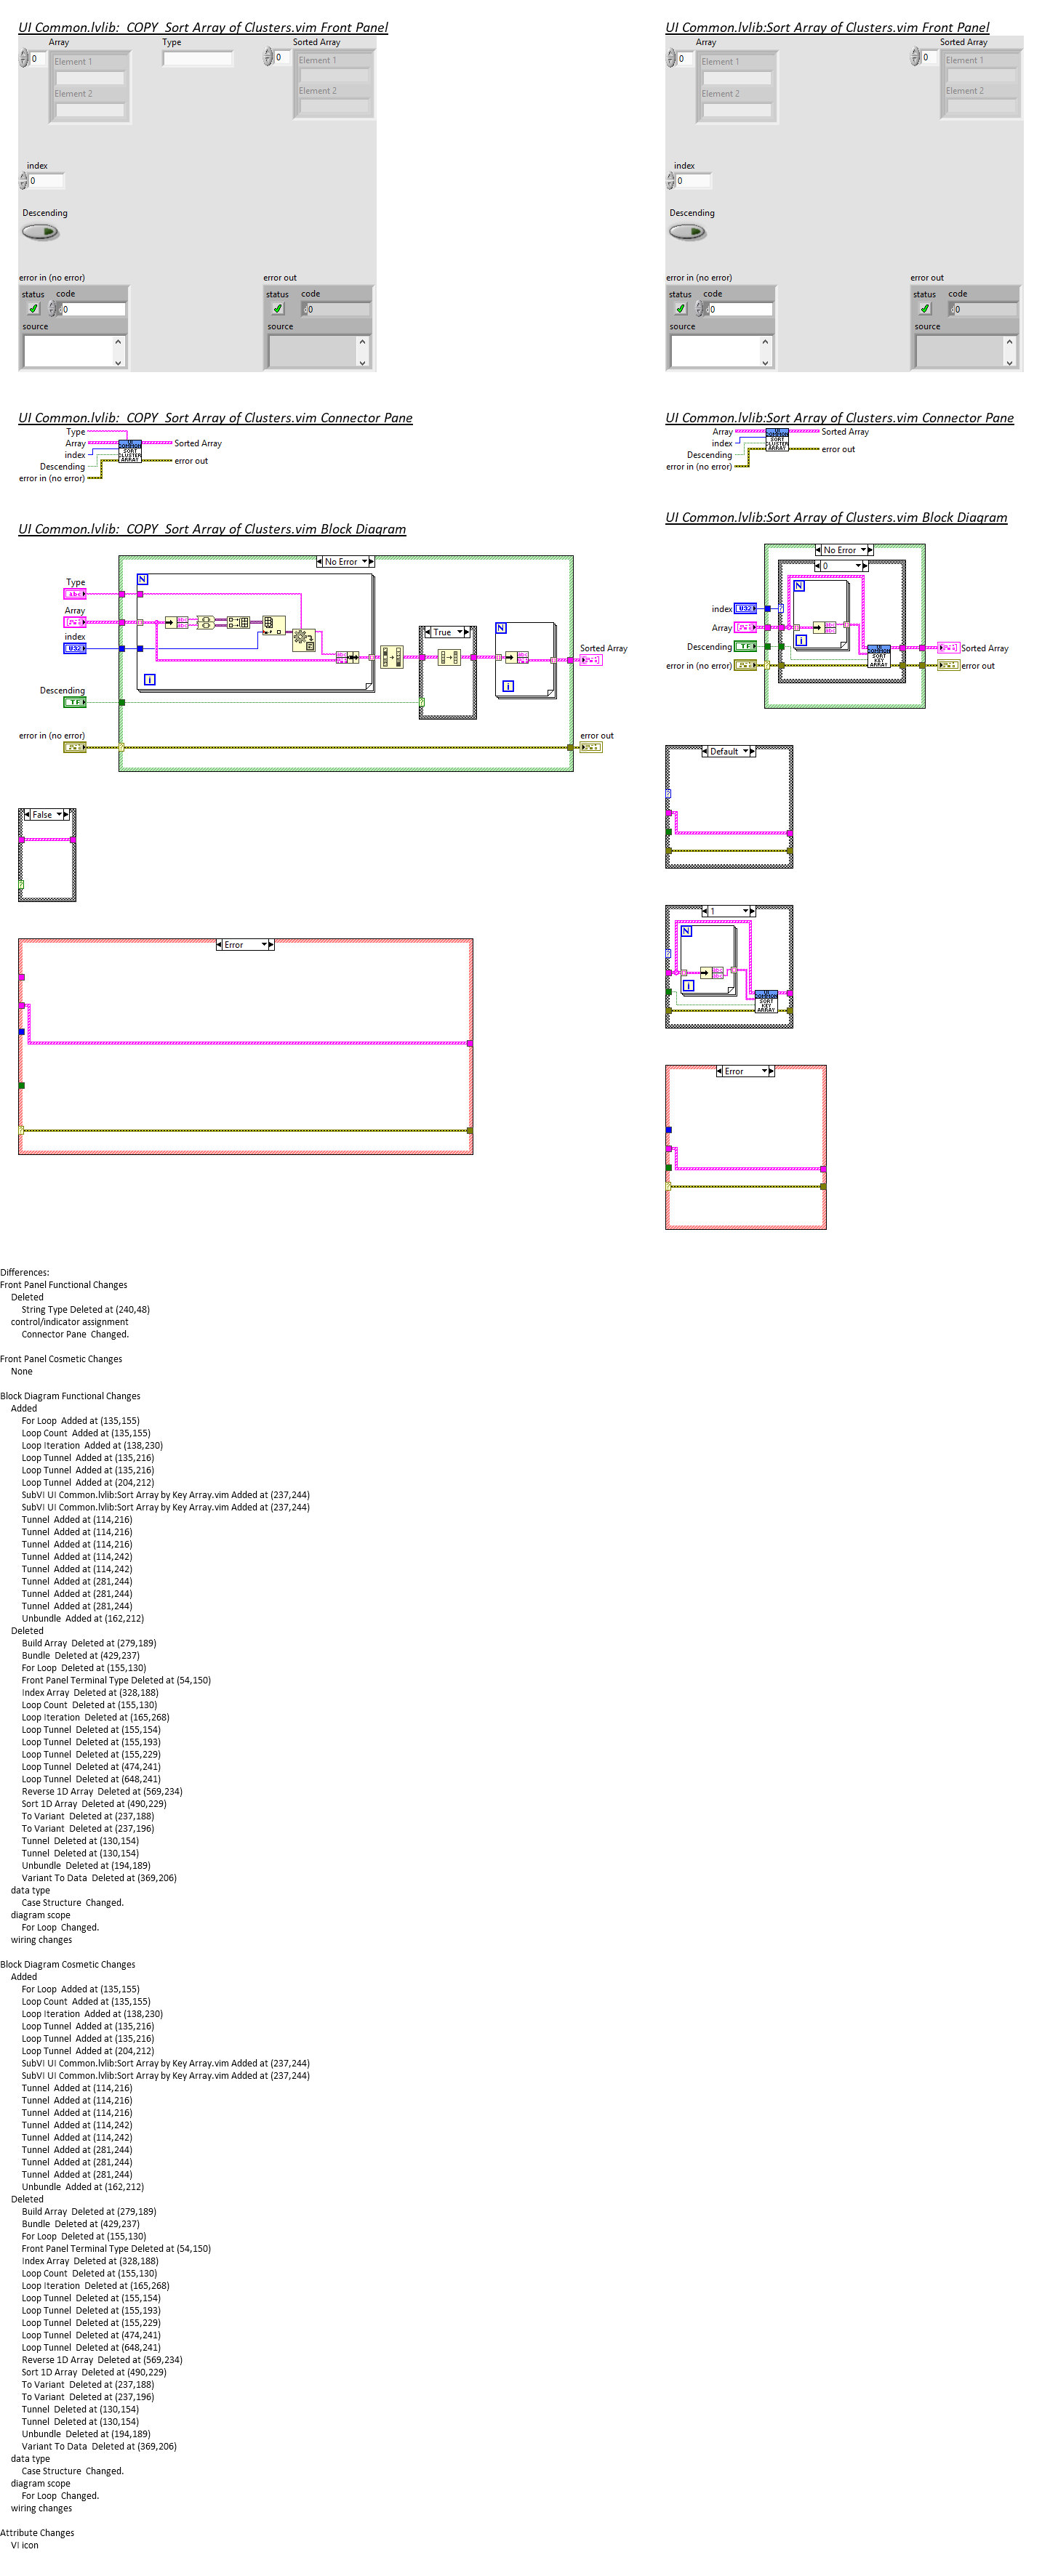 UI Common.lvlib:_COPY_Sort Array of Clusters.vim Front Panel
Array
Type
Sorted Array
0
Element 1
0
Element 1
Element 2
Element 2
index
0
Descending
error in (no error)
error out
status
code
status
code
0
0
source
source
UI Common.lvlib:Sort Array of Clusters.vim Front Panel
Array
Sorted Array
0
Element 1
0
Element 1
Element 2
Element 2
index
0
Descending
error in (no error)
error out
status
code
status
code
0
0
source
source
UI Common.lvlib:_COPY_Sort Array of Clusters.vim Connector Pane
Type
Array
index
Descending
error in (no error)
SORT
CLUSTER
ARRAY
Sorted Array
error out
UI Common.lvlib:Sort Array of Clusters.vim Connector Pane
Array
index
Descending
error in (no error)
SORT
CLUSTER
ARRAY
Sorted Array
error out
UI Common.lvlib:_COPY_Sort Array of Clusters.vim Block Diagram
No Error
Type
abc
Array
index
U32
Descending
TF
error in (no error)
N
i
True
N
i
Sorted Array
error out
False
Error
UI Common.lvlib:Sort Array of Clusters.vim Block Diagram
No Error
0
N
i
index
U32
Array
Descending
TF
error in (no error)
SORT
KEY
ARRAY
Sorted Array
error out
Default
1
N
i
SORT
KEY
ARRAY
Error
Differences:
Front Panel Functional Changes
Deleted
String Type Deleted at (240,48)
control/indicator assignment
Connector Pane Changed.
Front Panel Cosmetic Changes
None
Block Diagram Functional Changes
Added
For Loop Added at (135,155)
Loop Count Added at (135,155)
Loop Iteration Added at (138,230)
Loop Tunnel Added at (135,216)
Loop Tunnel Added at (135,216)
Loop Tunnel Added at (204,212)
SubVI UI Common.lvlib:Sort Array by Key Array.vim Added at (237,244)
SubVI UI Common.lvlib:Sort Array by Key Array.vim Added at (237,244)
Tunnel Added at (114,216)
Tunnel Added at (114,216)
Tunnel Added at (114,216)
Tunnel Added at (114,242)
Tunnel Added at (114,242)
Tunnel Added at (281,244)
Tunnel Added at (281,244)
Tunnel Added at (281,244)
Unbundle Added at (162,212)
Deleted
Build Array Deleted at (279,189)
Bundle Deleted at (429,237)
For Loop Deleted at (155,130)
Front Panel Terminal Type Deleted at (54,150)
Index Array Deleted at (328,188)
Loop Count Deleted at (155,130)
Loop Iteration Deleted at (165,268)
Loop Tunnel Deleted at (155,154)
Loop Tunnel Deleted at (155,193)
Loop Tunnel Deleted at (155,229)
Loop Tunnel Deleted at (474,241)
Loop Tunnel Deleted at (648,241)
Reverse 1D Array Deleted at (569,234)
Sort 1D Array Deleted at (490,229)
To Variant Deleted at (237,188)
To Variant Deleted at (237,196)
Tunnel Deleted at (130,154)
Tunnel Deleted at (130,154)
Unbundle Deleted at (194,189)
Variant To Data Deleted at (369,206)
data type
Case Structure Changed.
diagram scope
For Loop Changed.
wiring changes
Block Diagram Cosmetic Changes
Added
For Loop Added at (135,155)
Loop Count Added at (135,155)
Loop Iteration Added at (138,230)
Loop Tunnel Added at (135,216)
Loop Tunnel Added at (135,216)
Loop Tunnel Added at (204,212)
SubVI UI Common.lvlib:Sort Array by Key Array.vim Added at (237,244)
SubVI UI Common.lvlib:Sort Array by Key Array.vim Added at (237,244)
Tunnel Added at (114,216)
Tunnel Added at (114,216)
Tunnel Added at (114,216)
Tunnel Added at (114,242)
Tunnel Added at (114,242)
Tunnel Added at (281,244)
Tunnel Added at (281,244)
Tunnel Added at (281,244)
Unbundle Added at (162,212)
Deleted
Build Array Deleted at (279,189)
Bundle Deleted at (429,237)
For Loop Deleted at (155,130)
Front Panel Terminal Type Deleted at (54,150)
Index Array Deleted at (328,188)
Loop Count Deleted at (155,130)
Loop Iteration Deleted at (165,268)
Loop Tunnel Deleted at (155,154)
Loop Tunnel Deleted at (155,193)
Loop Tunnel Deleted at (155,229)
Loop Tunnel Deleted at (474,241)
Loop Tunnel Deleted at (648,241)
Reverse 1D Array Deleted at (569,234)
Sort 1D Array Deleted at (490,229)
To Variant Deleted at (237,188)
To Variant Deleted at (237,196)
Tunnel Deleted at (130,154)
Tunnel Deleted at (130,154)
Unbundle Deleted at (194,189)
Variant To Data Deleted at (369,206)
data type
Case Structure Changed.
diagram scope
For Loop Changed.
wiring changes
Attribute Changes
VI icon